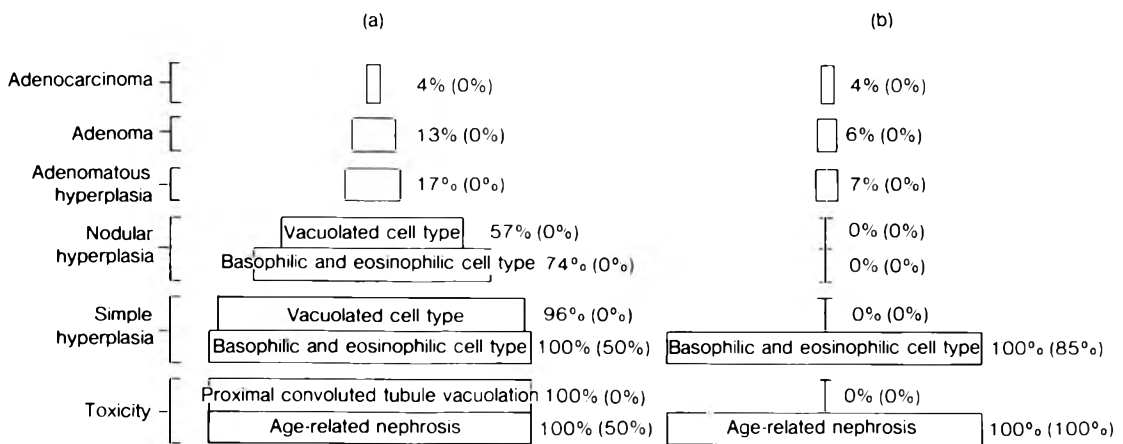 (a) (b)
Adenocarcinoma 4% (0%) 4% (0%)
Adenoma 13% (0%) 6% (0%)
Adenomatous
hyperplasia 17% (0%) 7% (0%)
Nodular
hyperplasia
Vacuolated cell type 57% (0%) 0% (0%)
Basophilic and eosinophilic cell type 74% (0%) 0% (0%)
Simple
hyperplasia
Vacuolated cell type 96% (0%) 0% (0%)
Basophilic and eosinophilic cell type 100% (50%) Basophilic and eosinophilic cell type 100% (85%)
Toxicity
Proximal convoluted tubule vacuolation 100% (0%) 0% (0%)
Age-related nephrosis 100% (50%) Age-related nephrosis 100% (100%)